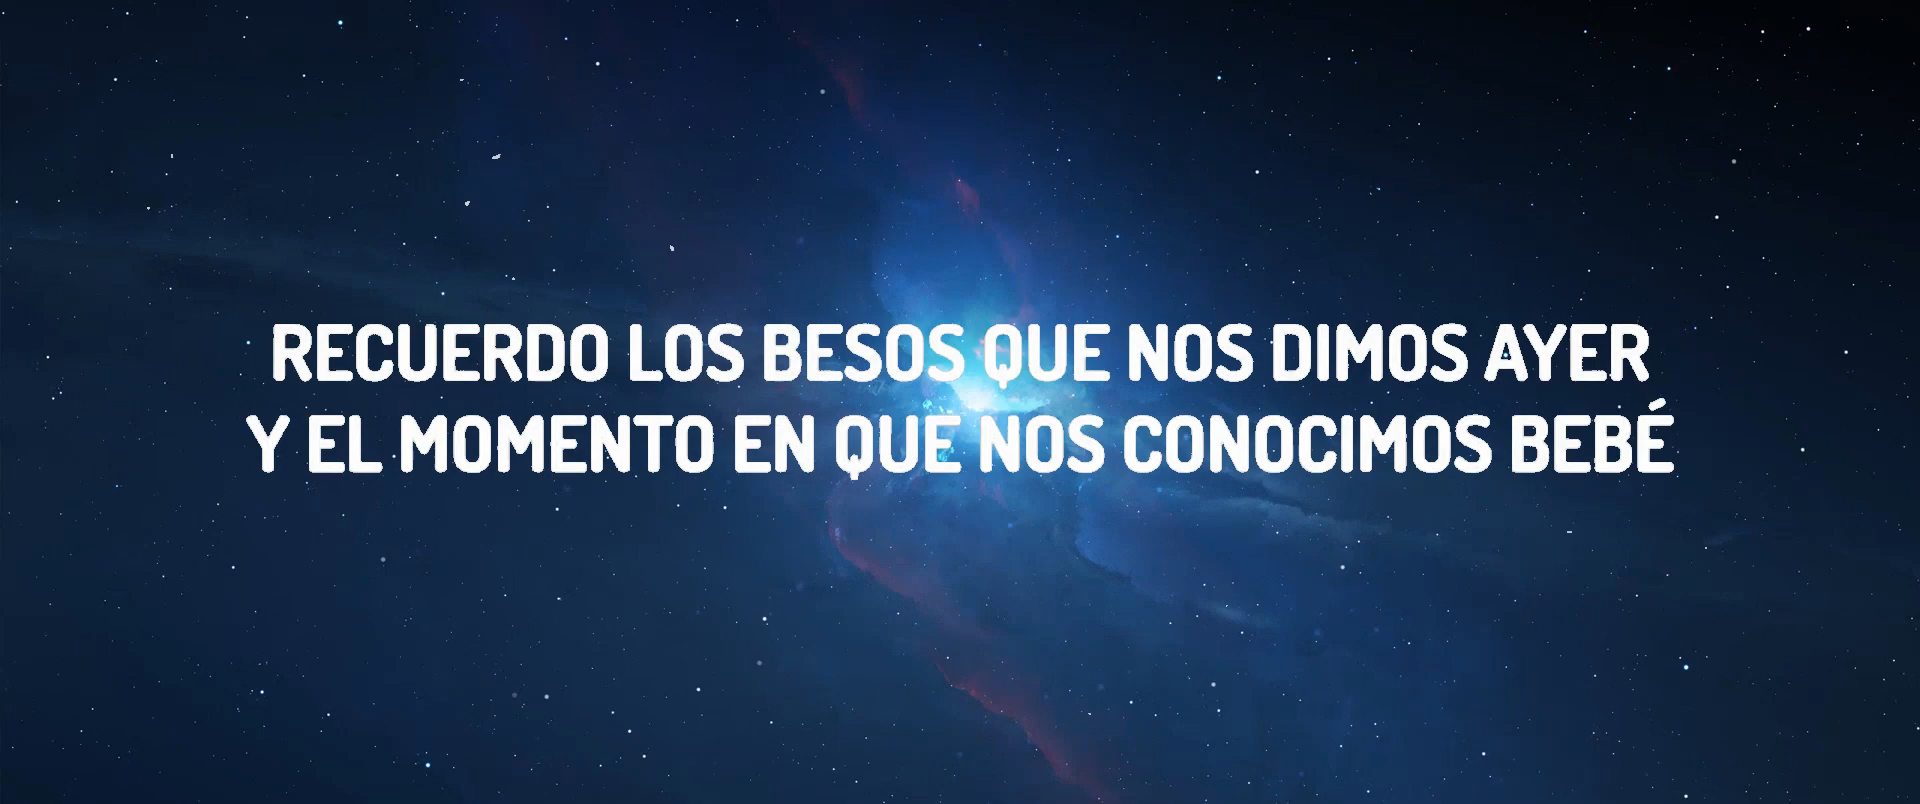 RECUERDO LOS BESOS QUE NOS DIMOS AYER
Y EL MOMENTO EN QUE NOS CONOCIMOS BEBÉ